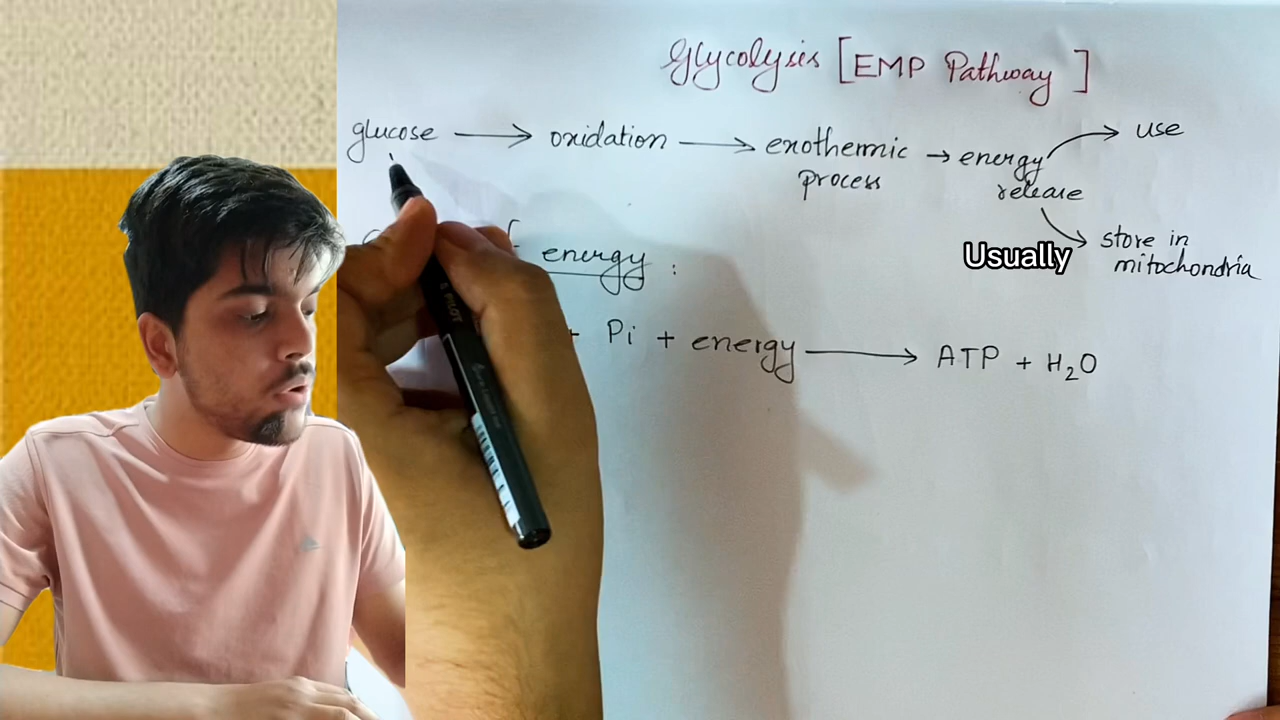 Glycolysis [EMP Pathway]
glucose → oxidation → exothermic process → energy release → use
→ store in mitochondria
Usually
energy :
+ Pi + energy → ATP + H₂O
PILOT